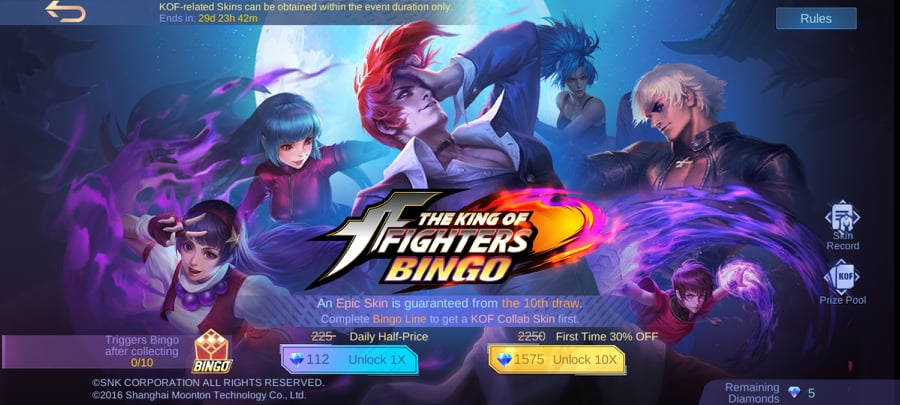 KOF-related Skins can be obtained within the event duration only.
Ends in: 29d 23h 42m
Rules
THE KING OF
FIGHTERS
BINGO
Skin
Record
KOF
Prize Pool
An Epic Skin is guaranteed from the 10th draw.
Complete Bingo Line to get a KOF Collab Skin first.
Triggers Bingo
after collecting
0/10
BINGO
225 Daily Half-Price
112 Unlock 1X
2250 First Time 30% OFF
1575 Unlock 10X
©SNK CORPORATION ALL RIGHTS RESERVED.
©2016 Shanghai Moonton Technology Co., Ltd.
Remaining
Diamonds 5